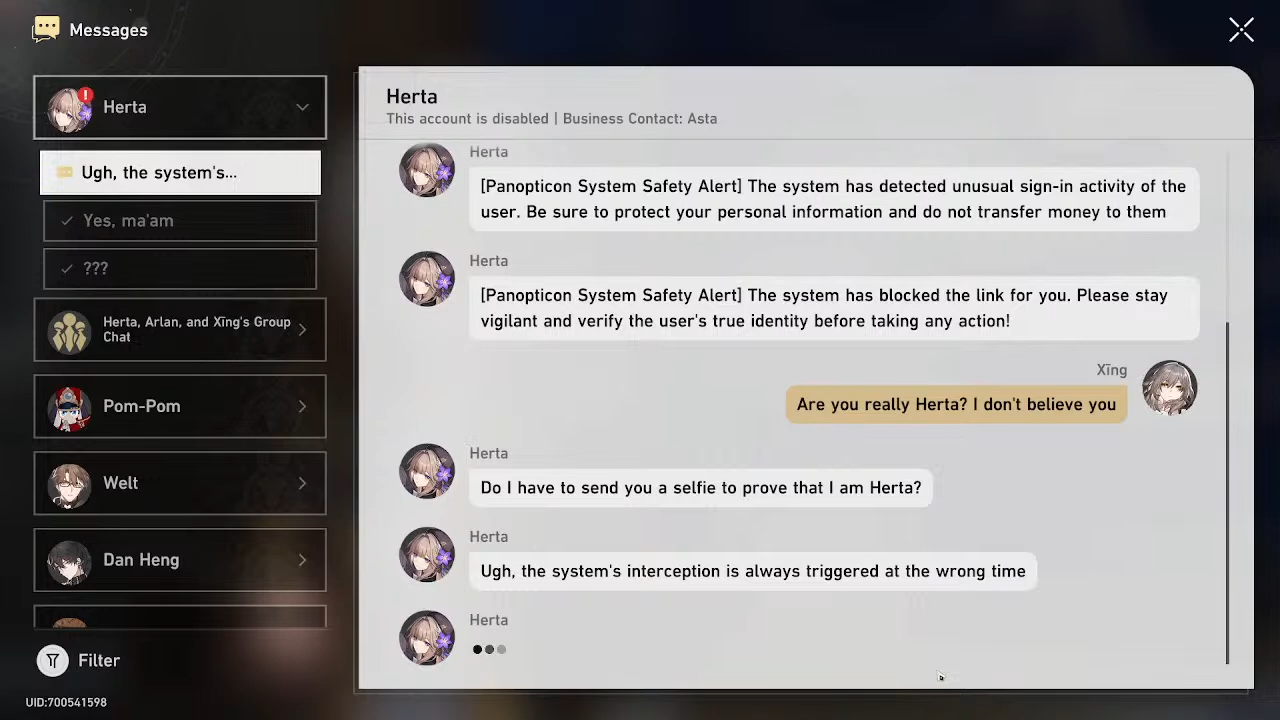 Messages
Herta
Ugh, the system's...
Yes, ma'am
???
Herta, Arlan, and Xīng's Group
Chat
Pom-Pom
Welt
Dan Heng
Filter
UID:700541598
Herta
This account is disabled | Business Contact: Asta
Herta
[Panopticon System Safety Alert] The system has detected unusual sign-in activity of the
user. Be sure to protect your personal information and do not transfer money to them
Herta
[Panopticon System Safety Alert] The system has blocked the link for you. Please stay
vigilant and verify the user's true identity before taking any action!
Xīng
Are you really Herta? I don't believe you
Herta
Do I have to send you a selfie to prove that I am Herta?
Herta
Ugh, the system's interception is always triggered at the wrong time
Herta